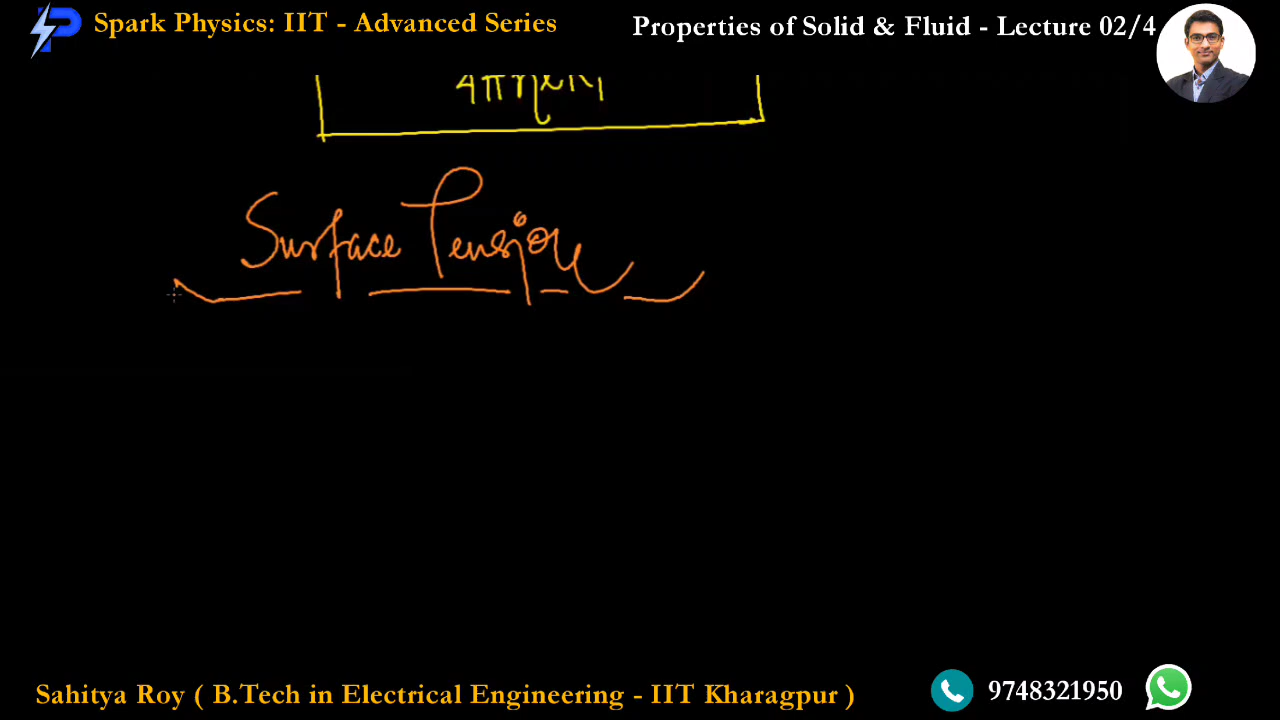 Spark Physics: IIT - Advanced Series
Properties of Solid & Fluid - Lecture 02/4
Surface Tension
Sahitya Roy ( B.Tech in Electrical Engineering - IIT Kharagpur )
9748321950